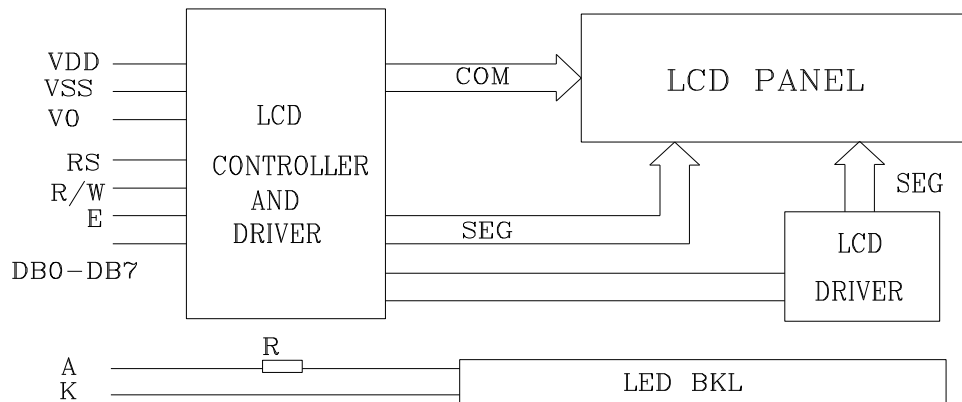 VDD
VSS
V0
RS
R/W
E
DB0-DB7
LCD
CONTROLLER
AND
DRIVER
COM
SEG
LCD PANEL
SEG
LCD
DRIVER
A
K
R
LED BKL